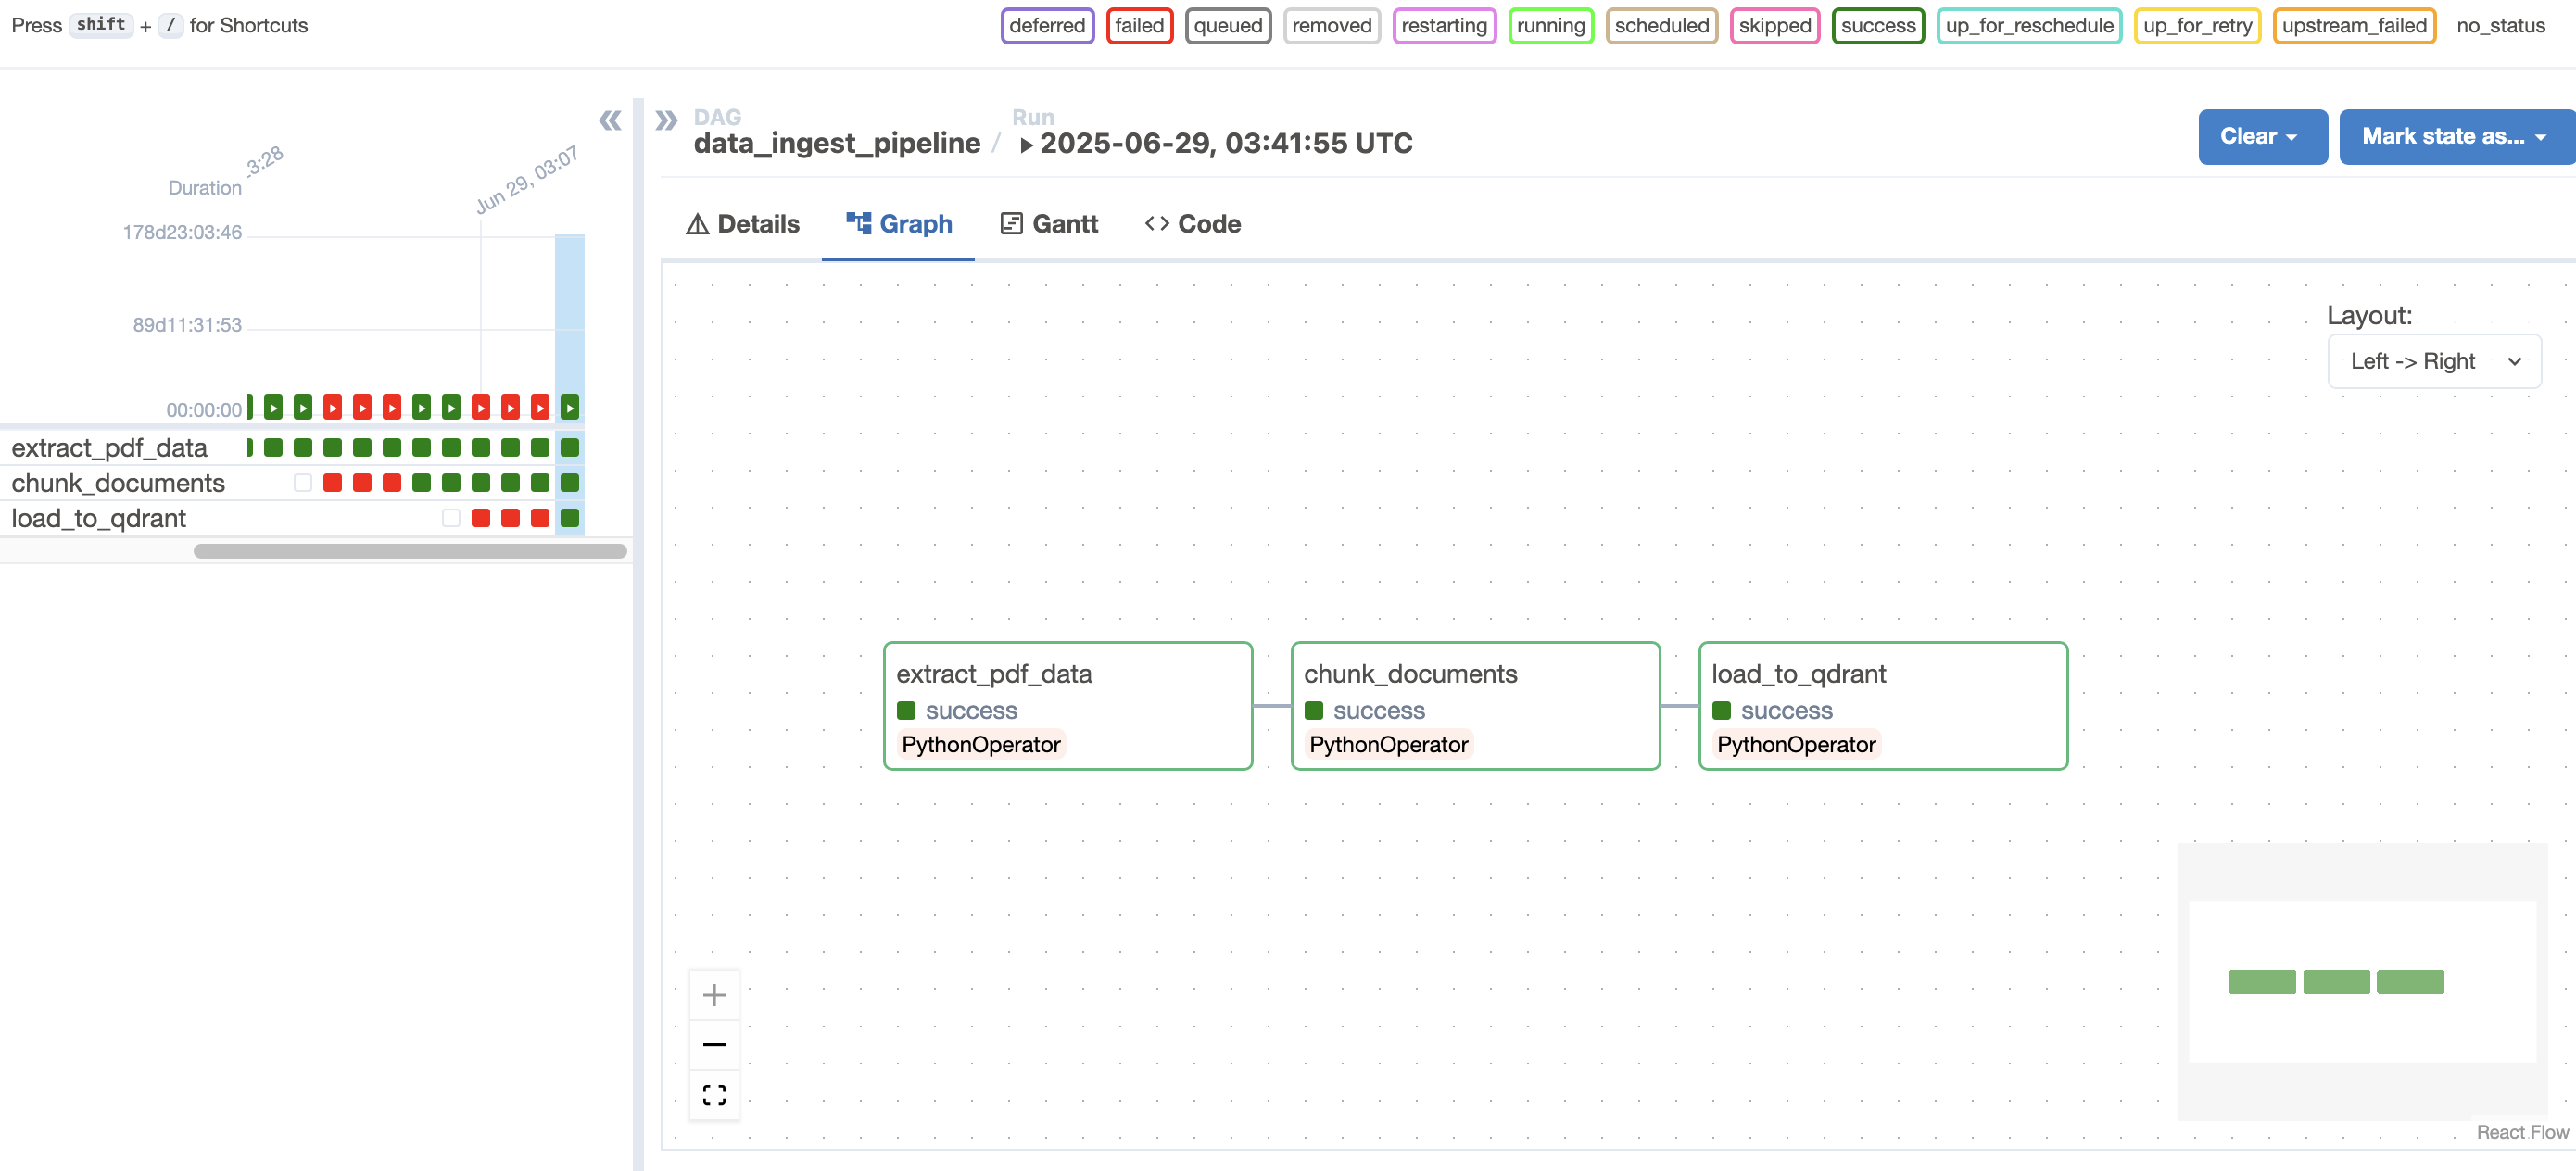 Press shift + / for Shortcuts
deferred failed queued removed restarting running scheduled skipped success up_for_reschedule up_for_retry upstream_failed no_status
DAG
data_ingest_pipeline /
Run
2025-06-29, 03:41:55 UTC
Clear
Mark state as...
3:28
Jun 29, 03:07
Duration
178d23:03:46
89d11:31:53
00:00:00
extract_pdf_data
chunk_documents
load_to_qdrant
Details
Graph
Gantt
Code
Layout:
Left -> Right
extract_pdf_data
success
PythonOperator
chunk_documents
success
PythonOperator
load_to_qdrant
success
PythonOperator
React Flow